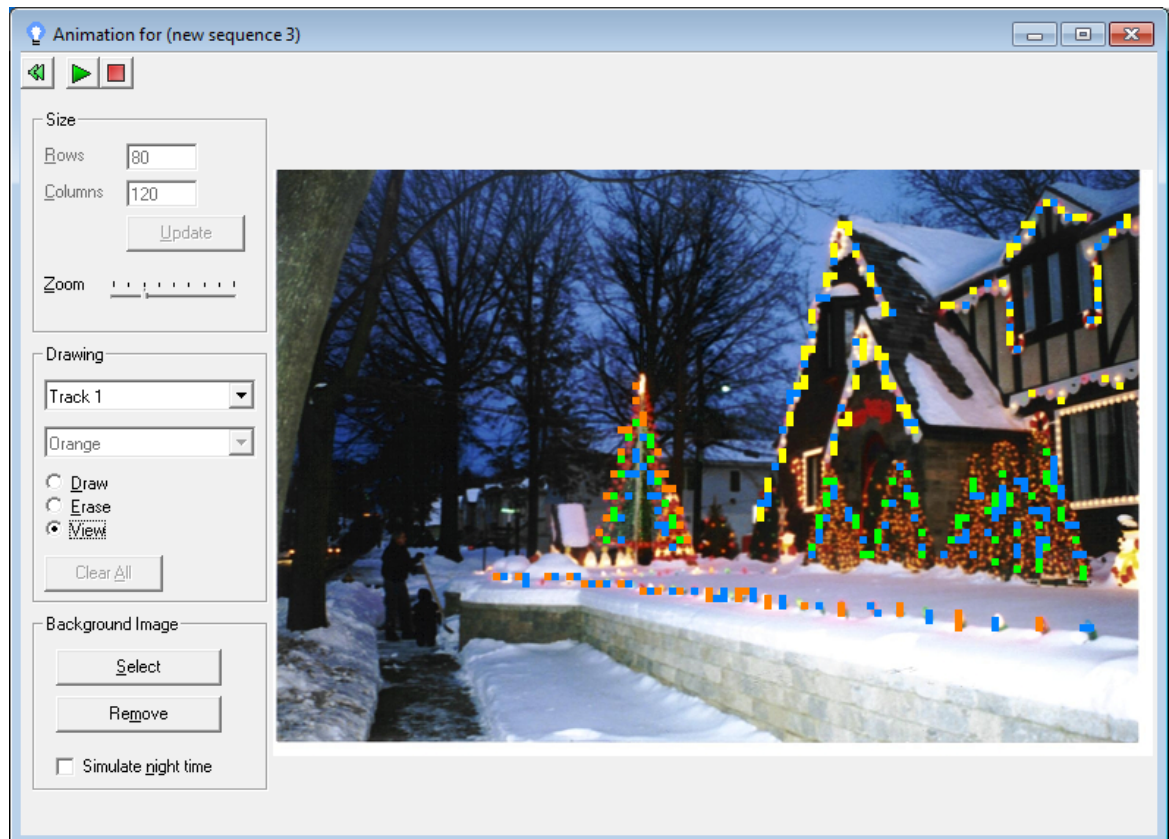 Animation for (new sequence 3)
Size
Rows 80
Columns 120
Update
Zoom
Drawing
Track 1
Orange
Draw
Erase
View
Clear All
Background Image
Select
Remove
Simulate night time